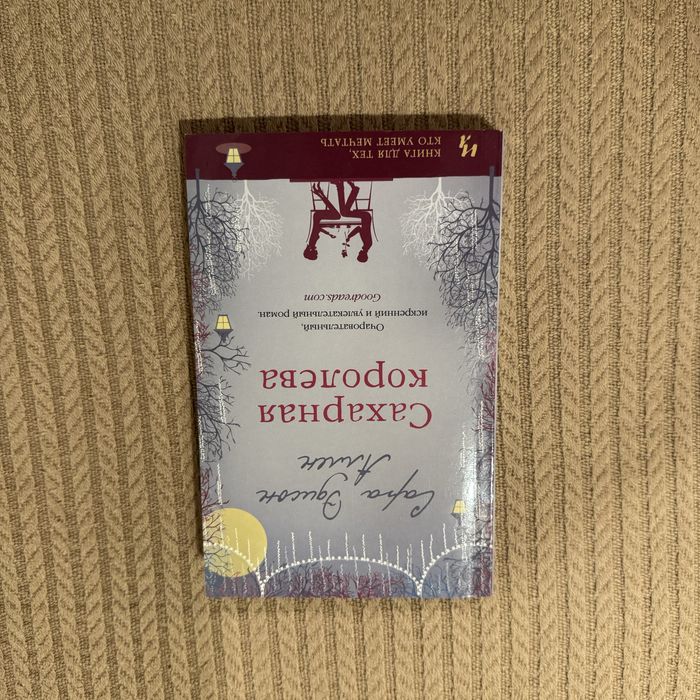 Сара Эдисон
Аллен
Сахарная
королева
Очаровательный,
искренний и увлекательный роман.
Goodreads.com
КНИГА ДЛЯ ТЕХ,
КТО УМЕЕТ МЕЧТАТЬ